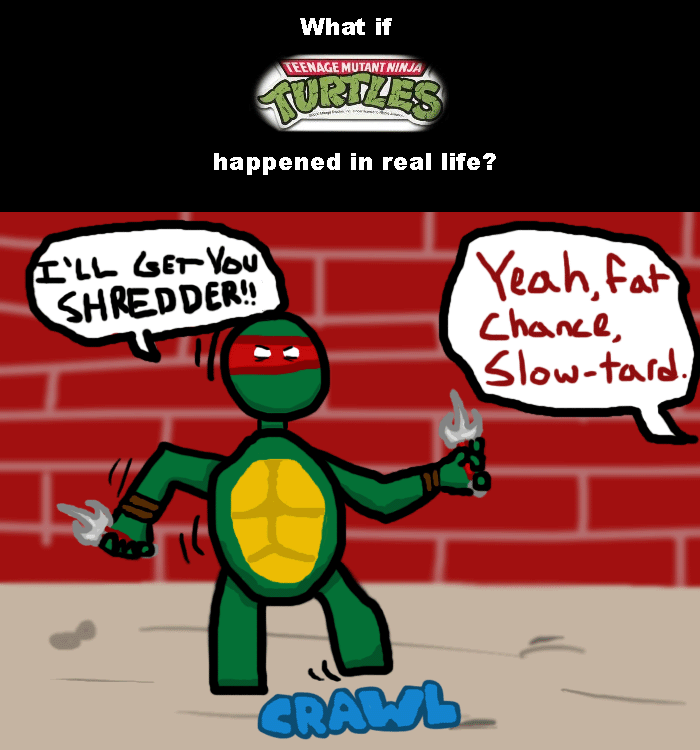 What if
TEENAGE MUTANT NINJA
TURTLES
happened in real life?
I'LL GET YOU
SHREDDER!!
Yeah, fat
Chance,
Slow-tard.
CRAWL